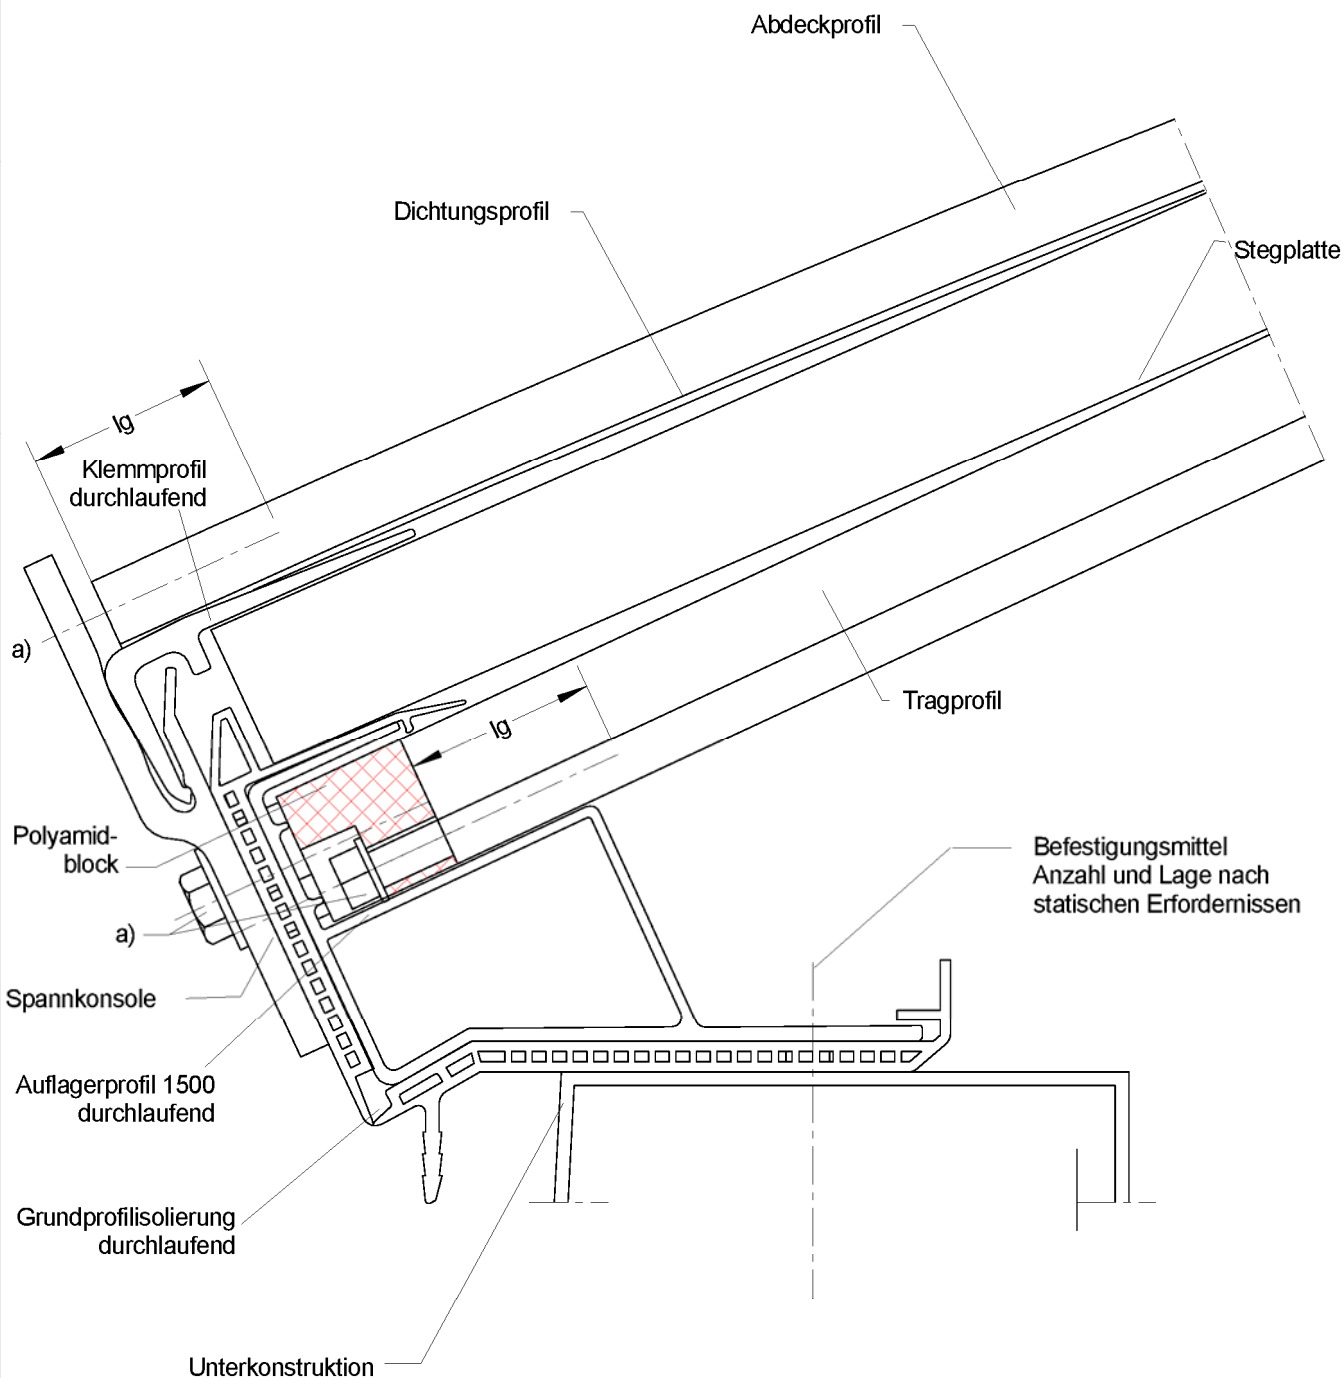 Abdeckprofil
Dichtungsprofil
Stegplatte
lg
Klemmprofil
durchlaufend
a)
Tragprofil
lg
Polyamid-
block
Befestigungsmittel
Anzahl und Lage nach
statischen Erfordernissen
a)
Spannkonsole
Auflagerprofil 1500
durchlaufend
Grundprofilisolierung
durchlaufend
Unterkonstruktion